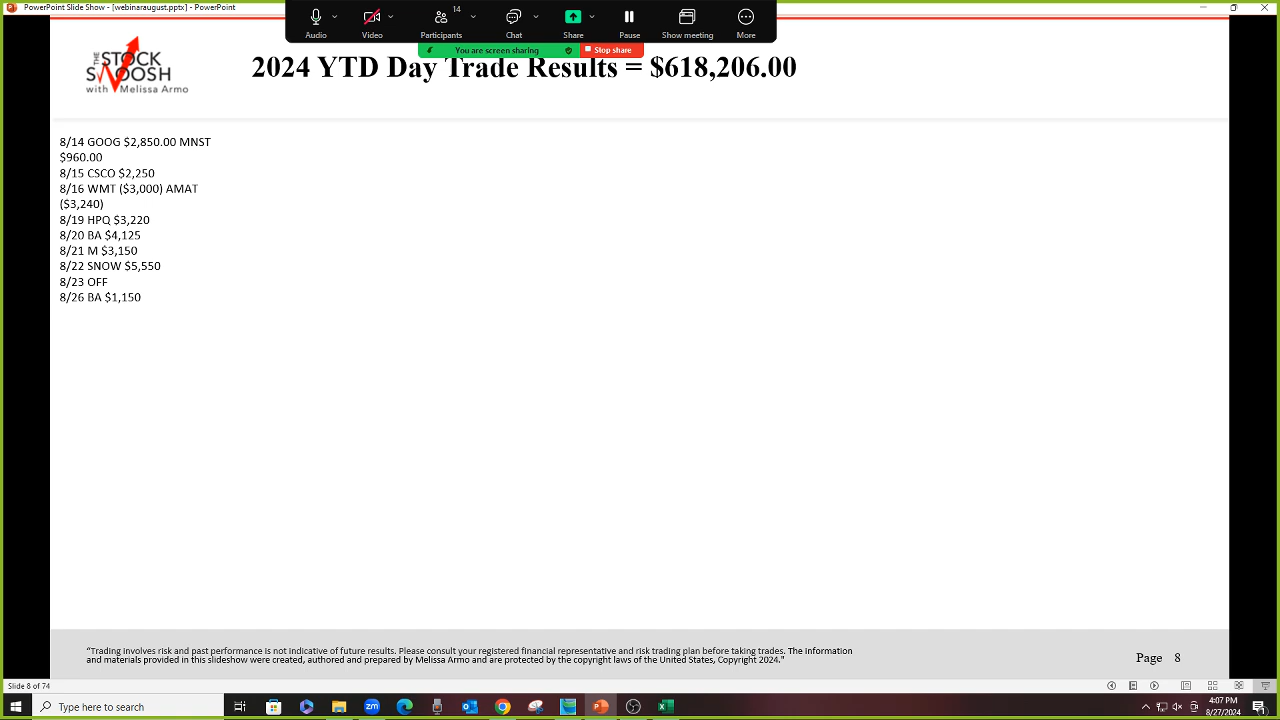 PowerPoint Slide Show - [webinaraugust.pptx] - PowerPoint
Audio
Video
14
Participants
Chat
Share
Pause
Show meeting
More
You are screen sharing
Stop share
THE STOCK
SWOOSH
with Melissa Armo
2024 YTD Day Trade Results = $618,206.00
8/14 GOOG $2,850.00 MNST
$960.00
8/15 CSCO $2,250
8/16 WMT ($3,000) AMAT
($3,240)
8/19 HPQ $3,220
8/20 BA $4,125
8/21 M $3,150
8/22 SNOW $5,550
8/23 OFF
8/26 BA $1,150
"Trading involves risk and past performance is not indicative of future results. Please consult your registered financial representative and risk trading plan before taking trades. The Information
and materials provided in this slideshow were created, authored and prepared by Melissa Armo and are protected by the copyright laws of the United States, Copyright 2024."
Page 8
Slide 8 of 74
Type here to search
4:07 PM
8/27/2024